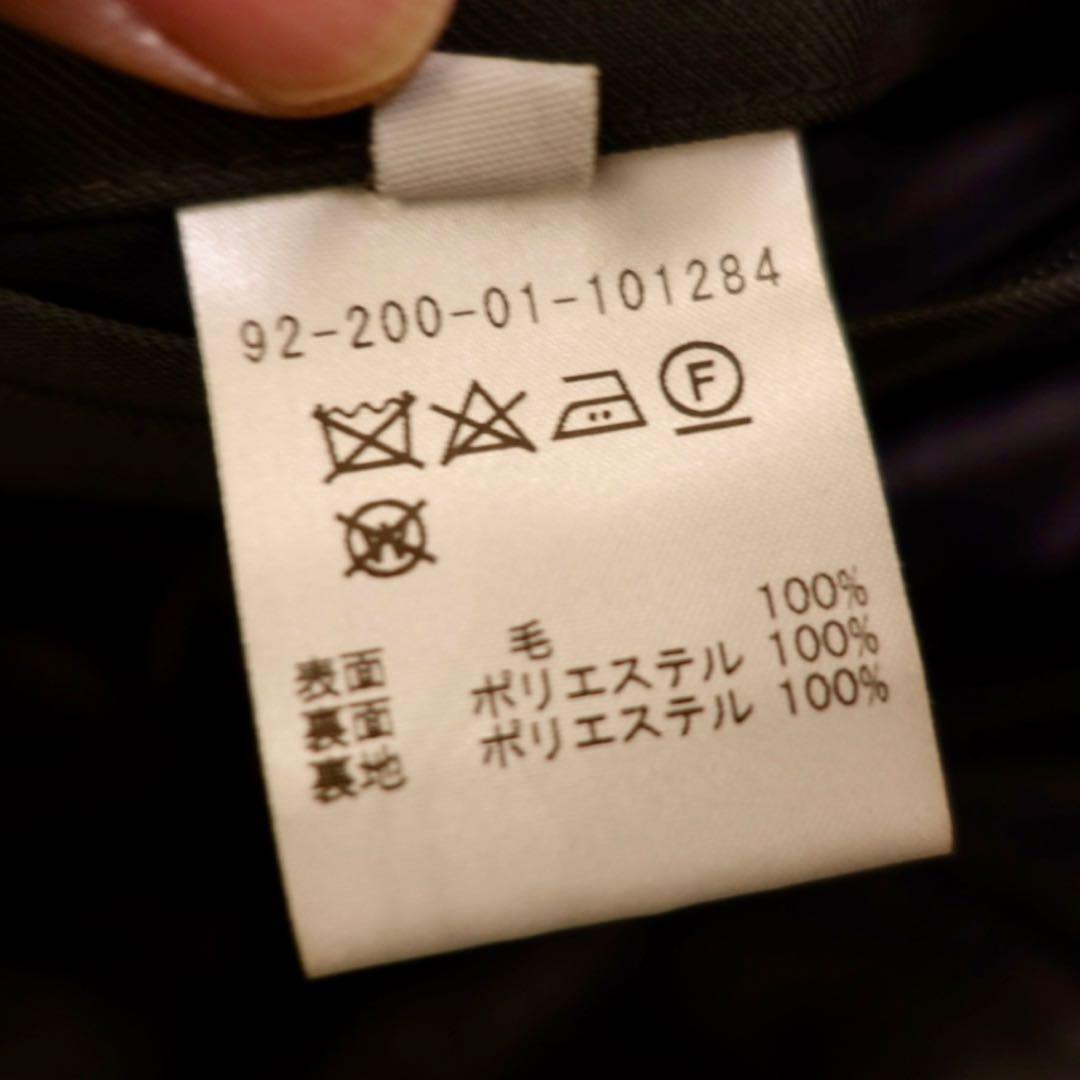 92-200-01-101284
F
W
表面 毛 100%
裏面 ポリエステル 100%
裏地 ポリエステル 100%